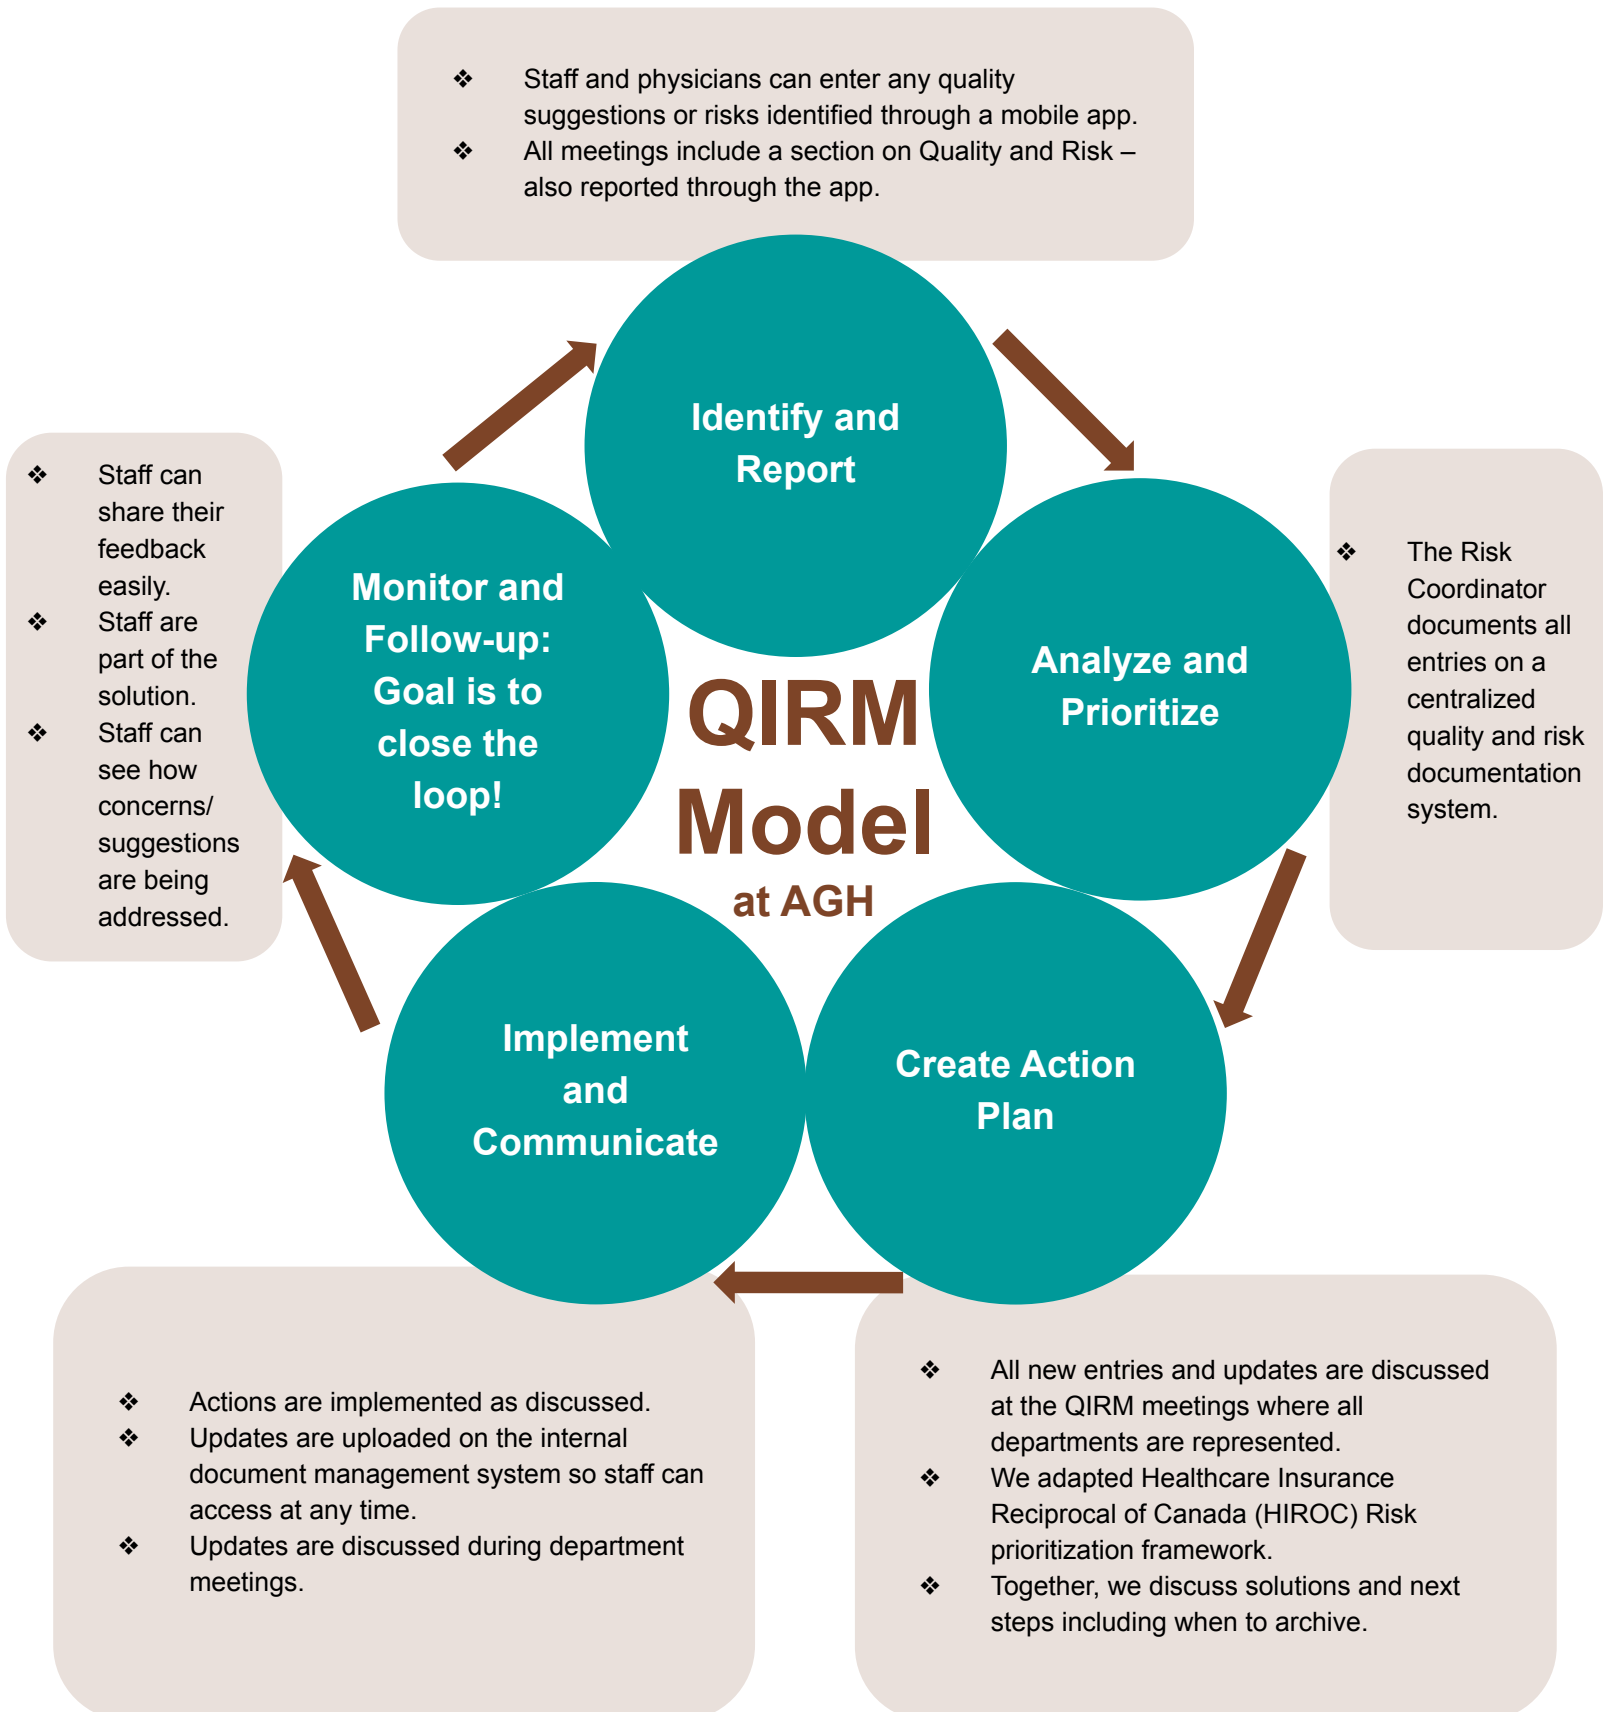 ❖ Staff and physicians can enter any quality
suggestions or risks identified through a mobile app.
❖ All meetings include a section on Quality and Risk –
also reported through the app.
Identify and
Report
❖ Staff can
share their
feedback
easily.
❖ Staff are
part of the
solution.
❖ Staff can
see how
concerns/
suggestions
are being
addressed.
Monitor and
Follow-up:
Goal is to
close the
loop!
QIRM
Model
at AGH
Analyze and
Prioritize
❖ The Risk
Coordinator
documents all
entries on a
centralized
quality and risk
documentation
system.
Implement
and
Communicate
Create Action
Plan
❖ Actions are implemented as discussed.
❖ Updates are uploaded on the internal
document management system so staff can
access at any time.
❖ Updates are discussed during department
meetings.
❖ All new entries and updates are discussed
at the QIRM meetings where all
departments are represented.
❖ We adapted Healthcare Insurance
Reciprocal of Canada (HIROC) Risk
prioritization framework.
❖ Together, we discuss solutions and next
steps including when to archive.